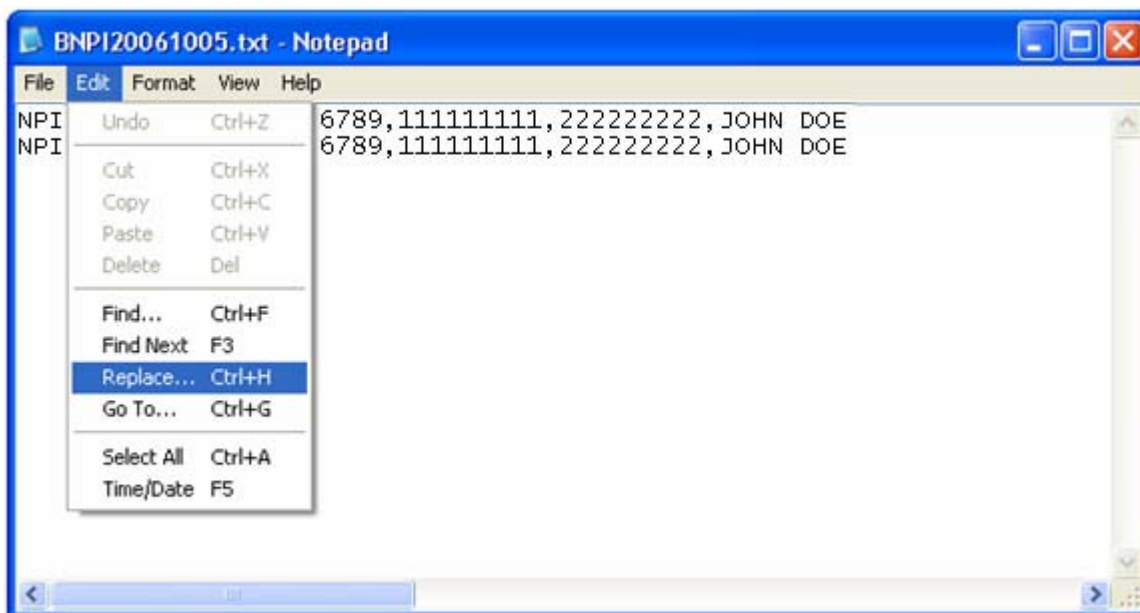 BNPI20061005.txt - Notepad
File Edit Format View Help
NPI 6789,111111111,222222222,JOHN DOE
NPI 6789,111111111,222222222,JOHN DOE
Undo Ctrl+Z
Cut Ctrl+X
Copy Ctrl+C
Paste Ctrl+V
Delete Del
Find... Ctrl+F
Find Next F3
Replace... Ctrl+H
Go To... Ctrl+G
Select All Ctrl+A
Time/Date F5